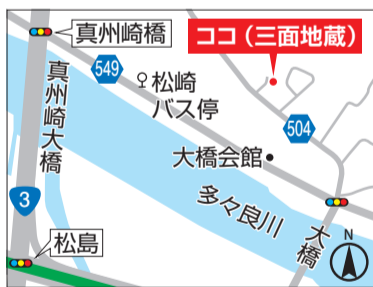 真州崎橋
ココ（三面地蔵）
549
松崎
バス停
真州崎大橋
504
大橋会館
多々良川
大橋
3
松島
N